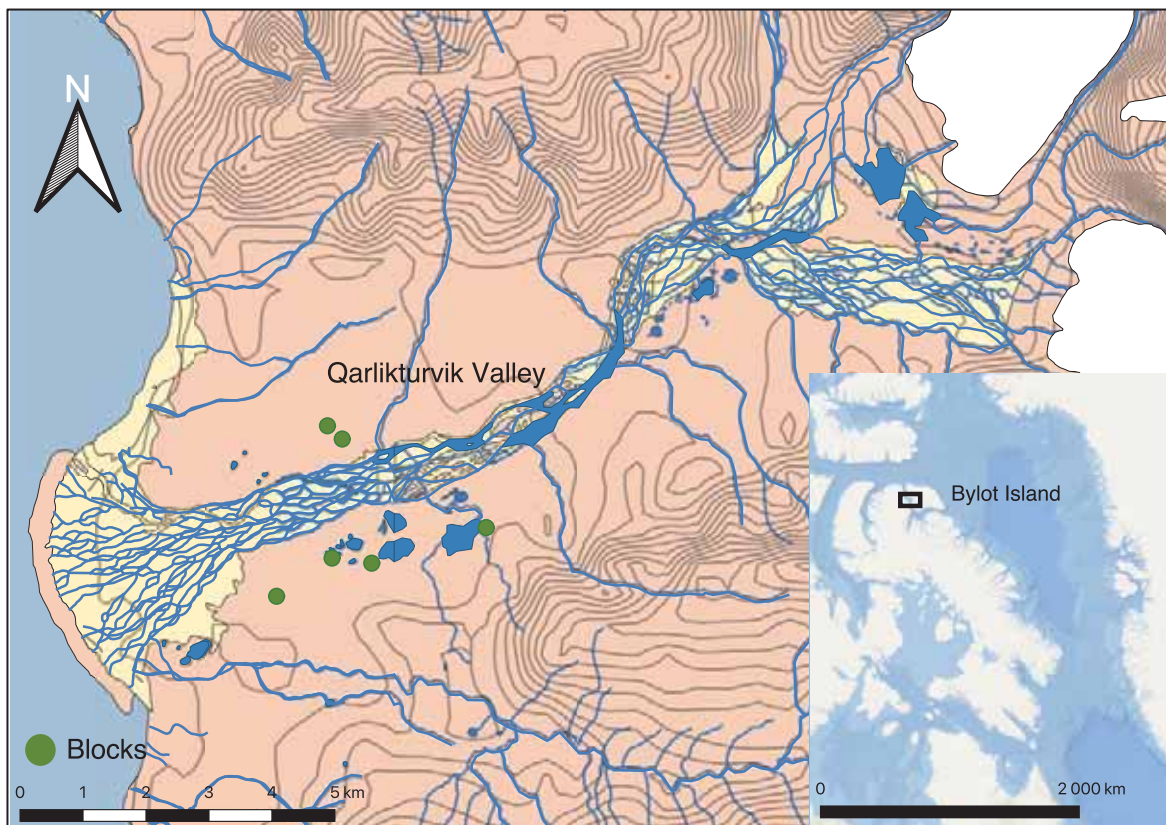 N
Qarlikturvik Valley
Bylot Island
Blocks
0 1 2 3 4 5 km
0 2 000 km